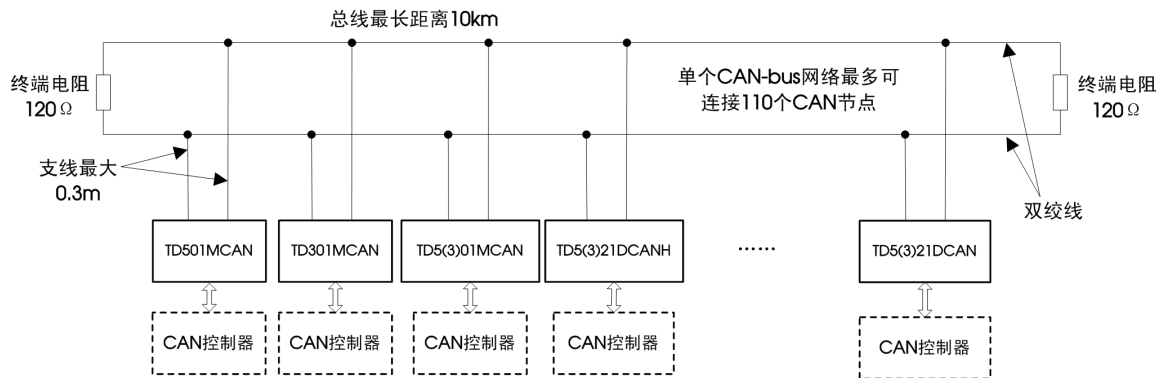 总线最长距离10km
终端电阻
120Ω
单个CAN-bus网络最多可
连接110个CAN节点
终端电阻
120Ω
支线最大
0.3m
双绞线
TD501MCAN
TD301MCAN
TD5(3)01MCAN
TD5(3)21DCANH
……
TD5(3)21DCAN
CAN控制器
CAN控制器
CAN控制器
CAN控制器
CAN控制器